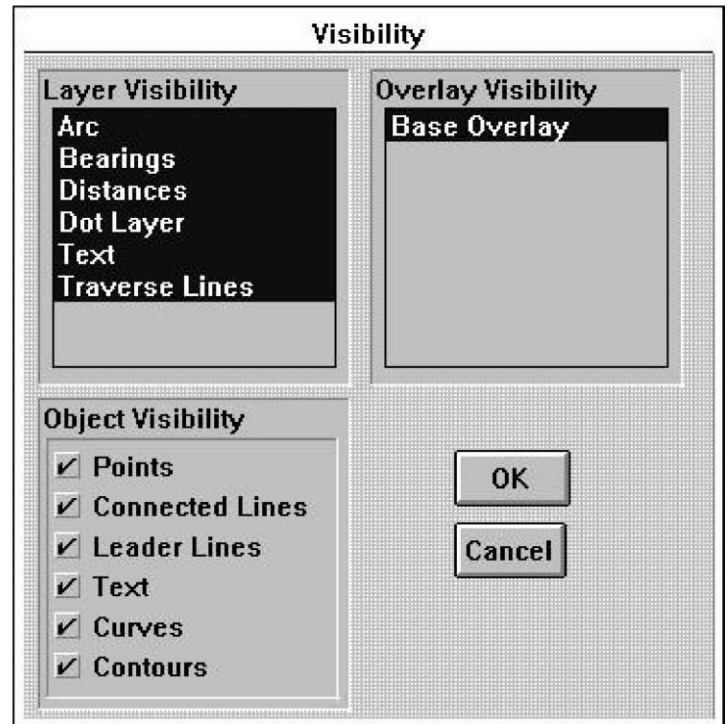 Visibility
Layer Visibility
Arc
Bearings
Distances
Dot Layer
Text
Traverse Lines
Overlay Visibility
Base Overlay
Object Visibility
Points
Connected Lines
Leader Lines
Text
Curves
Contours
OK
Cancel